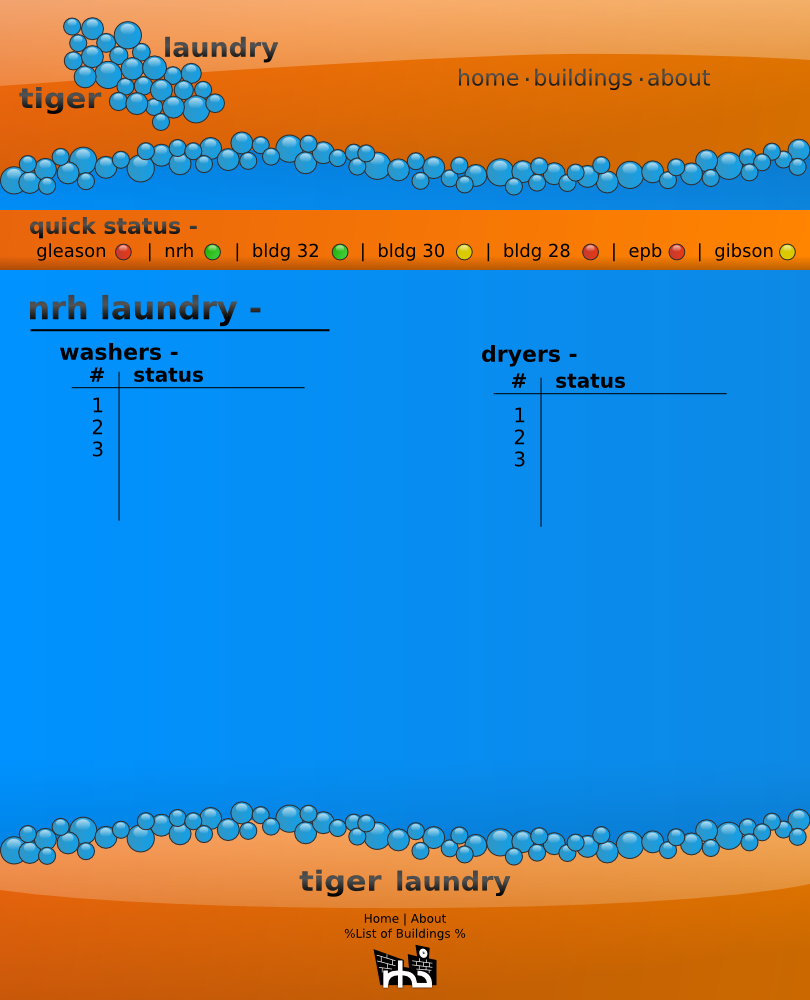 laundry
tiger
home · buildings · about
quick status -
gleason | nrh | bldg 32 | bldg 30 | bldg 28 | epb | gibson
nrh laundry -
washers -
# status
1
2
3
dryers -
# status
1
2
3
tiger laundry
Home | About
%List of Buildings %
rha